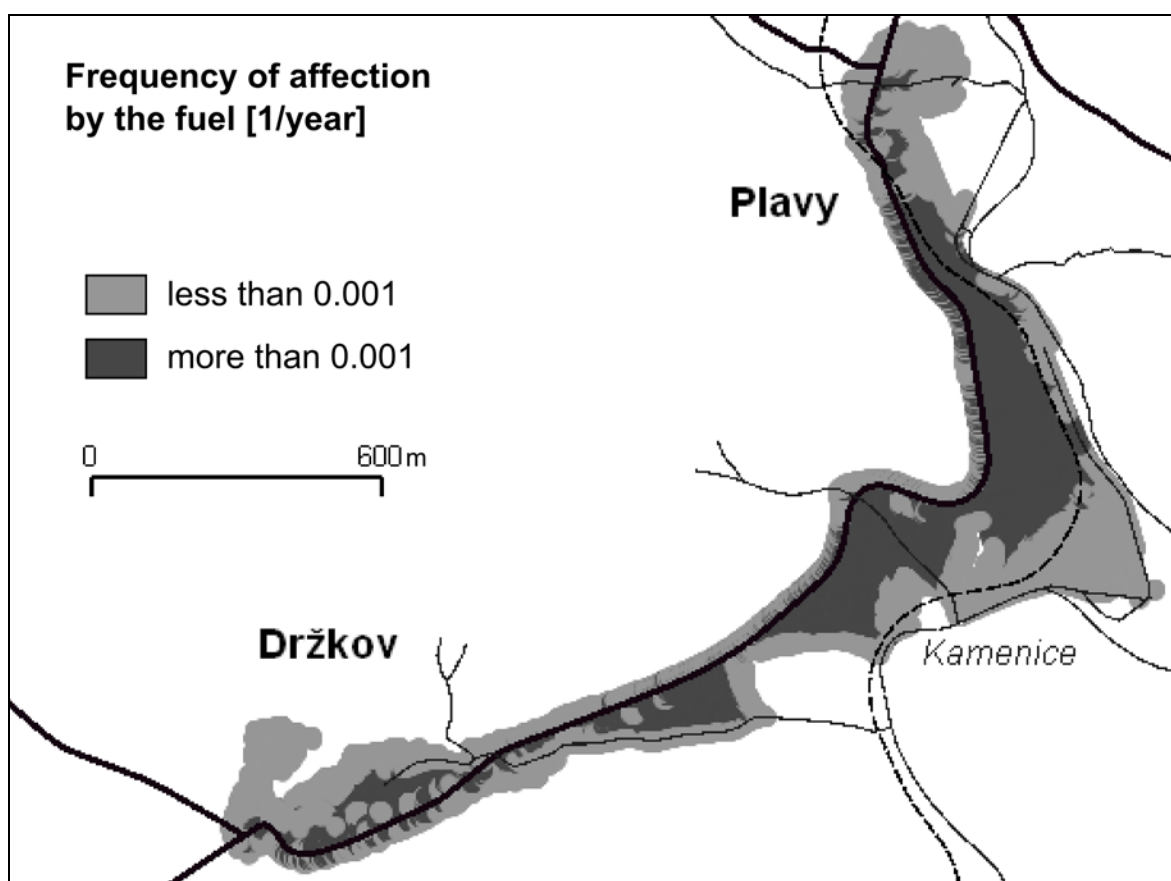 Frequency of affection
by the fuel [1/year]
Plavy
less than 0.001
more than 0.001
0 600 m
Držkov
Kamenice